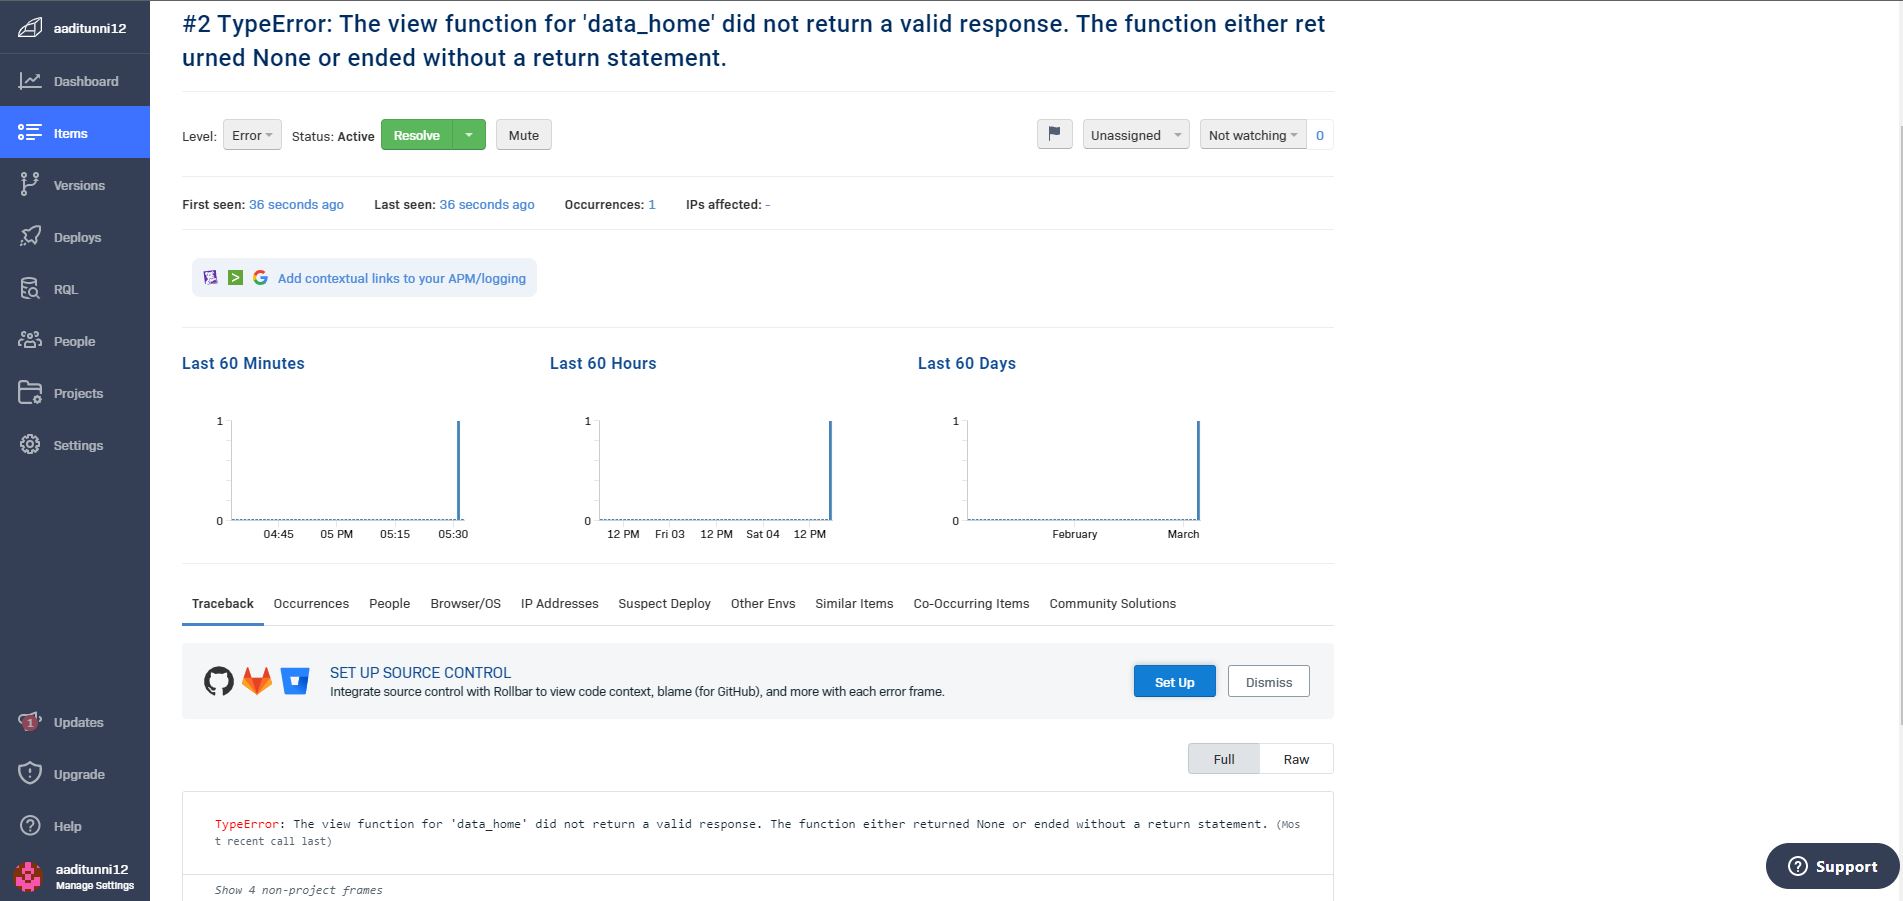 aaditunni12
Dashboard
Items
Versions
Deploys
RQL
People
Projects
Settings
1
Updates
Upgrade
Help
aaditunni12
Manage Settings
#2 TypeError: The view function for 'data_home' did not return a valid response. The function either ret
urned None or ended without a return statement.
Level: Error Status: Active Resolve Mute Unassigned Not watching 0
First seen: 36 seconds ago Last seen: 36 seconds ago Occurrences: 1 IPs affected: -
Add contextual links to your APM/logging
Last 60 Minutes
1
0
04:45 05 PM 05:15 05:30
Last 60 Hours
1
0
12 PM Fri 03 12 PM Sat 04 12 PM
Last 60 Days
1
0
February March
Traceback Occurrences People Browser/OS IP Addresses Suspect Deploy Other Envs Similar Items Co-Occurring Items Community Solutions
SET UP SOURCE CONTROL
Integrate source control with Rollbar to view code context, blame (for GitHub), and more with each error frame.
Set Up Dismiss
Full Raw
TypeError: The view function for 'data_home' did not return a valid response. The function either returned None or ended without a return statement. (Mos
t recent call last)
Show 4 non-project frames
Support